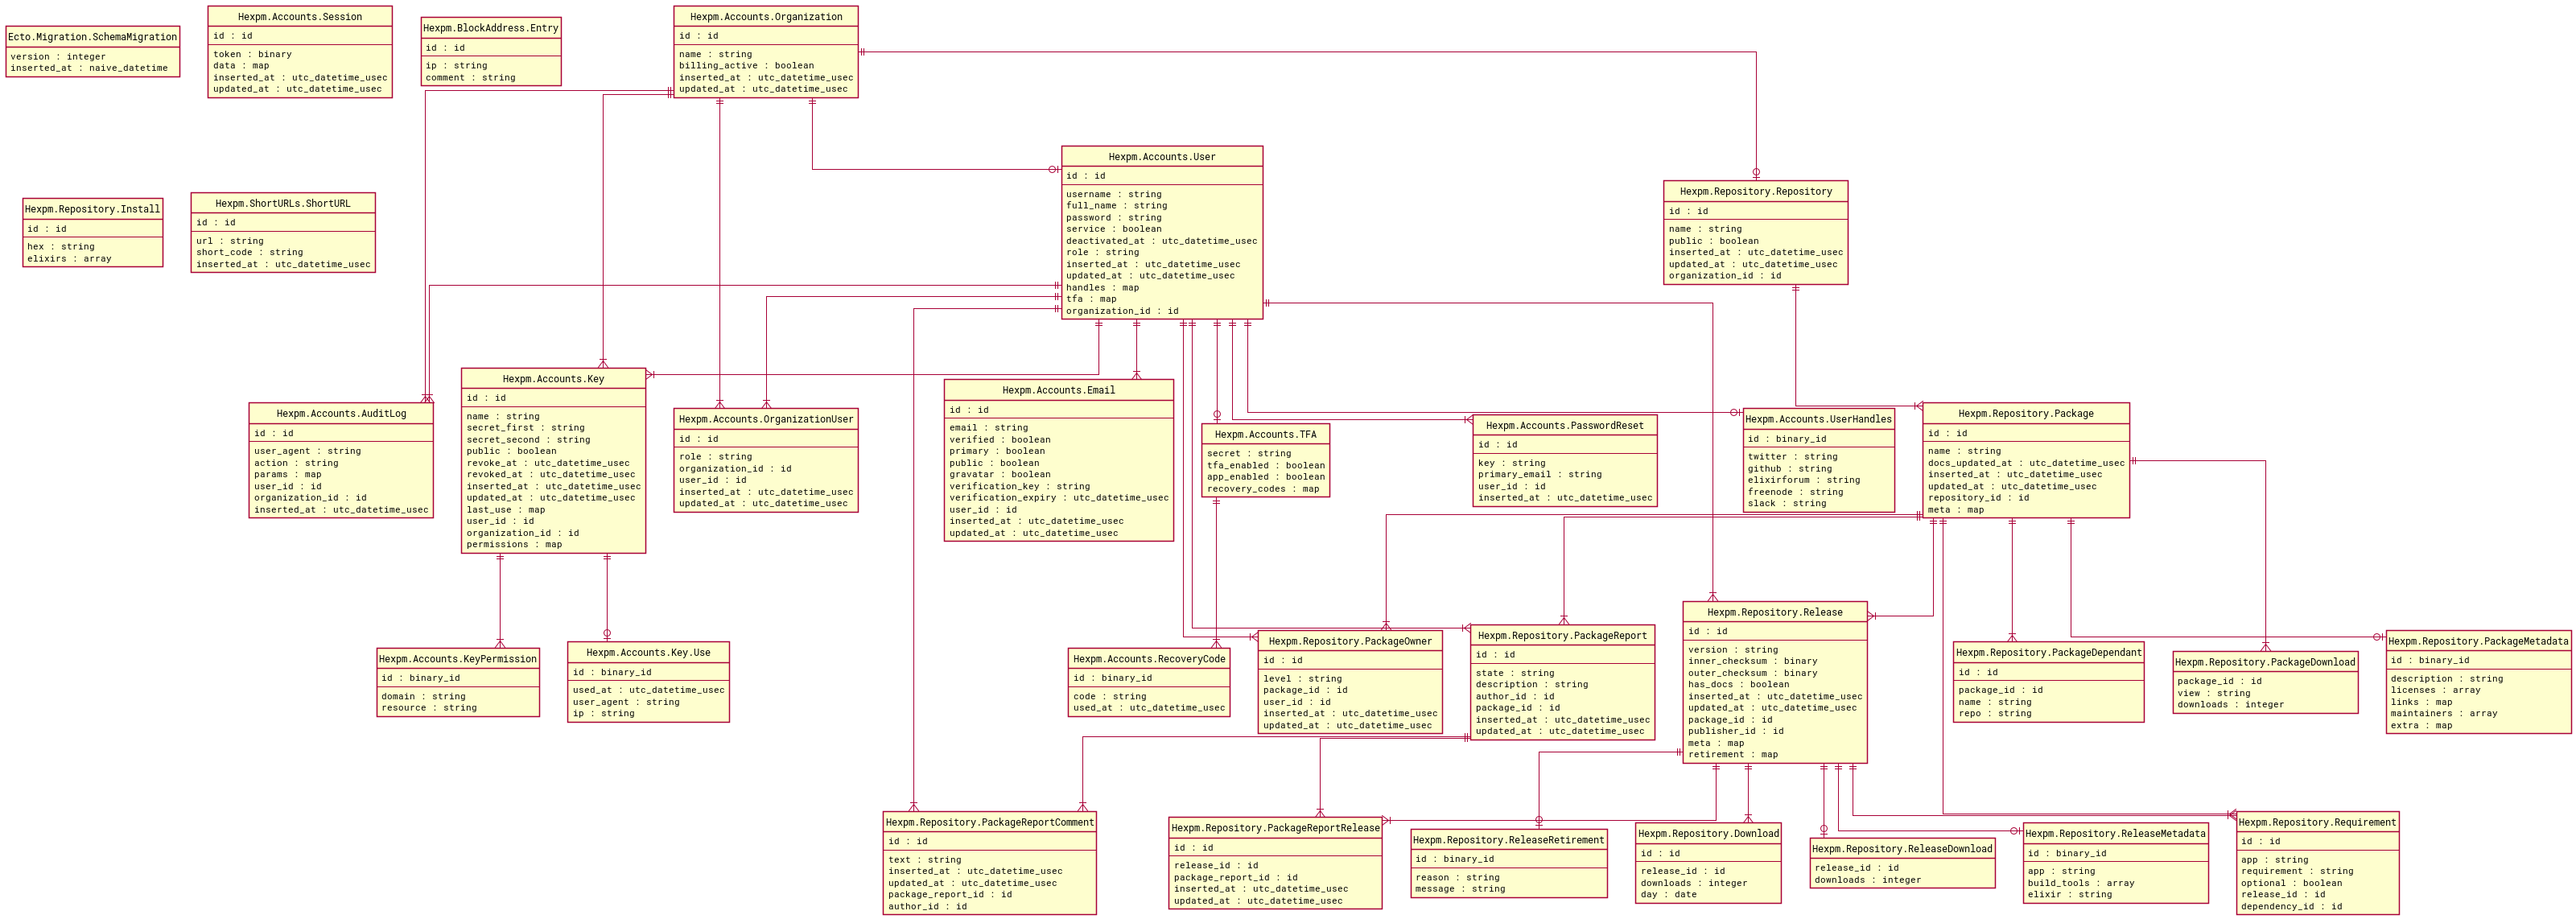 Ecto.Migration.SchemaMigration
version : integer
inserted_at : naive_datetime
Hexpm.Accounts.Session
id : id
token : binary
data : map
inserted_at : utc_datetime_usec
updated_at : utc_datetime_usec
Hexpm.BlockAddress.Entry
id : id
ip : string
comment : string
Hexpm.Accounts.Organization
id : id
name : string
billing_active : boolean
inserted_at : utc_datetime_usec
updated_at : utc_datetime_usec
Hexpm.Repository.Install
id : id
hex : string
elixirs : array
Hexpm.ShortURLs.ShortURL
id : id
url : string
short_code : string
inserted_at : utc_datetime_usec
Hexpm.Accounts.User
id : id
username : string
full_name : string
password : string
service : boolean
deactivated_at : utc_datetime_usec
role : string
inserted_at : utc_datetime_usec
updated_at : utc_datetime_usec
handles : map
tfa : map
organization_id : id
Hexpm.Repository.Repository
id : id
name : string
public : boolean
inserted_at : utc_datetime_usec
updated_at : utc_datetime_usec
organization_id : id
Hexpm.Accounts.AuditLog
id : id
user_agent : string
action : string
params : map
user_id : id
organization_id : id
inserted_at : utc_datetime_usec
Hexpm.Accounts.Key
id : id
name : string
secret_first : string
secret_second : string
public : boolean
revoke_at : utc_datetime_usec
revoked_at : utc_datetime_usec
inserted_at : utc_datetime_usec
updated_at : utc_datetime_usec
last_use : map
user_id : id
organization_id : id
permissions : map
Hexpm.Accounts.OrganizationUser
id : id
role : string
organization_id : id
user_id : id
inserted_at : utc_datetime_usec
updated_at : utc_datetime_usec
Hexpm.Accounts.Email
id : id
email : string
verified : boolean
primary : boolean
public : boolean
gravatar : boolean
verification_key : string
verification_expiry : utc_datetime_usec
user_id : id
inserted_at : utc_datetime_usec
updated_at : utc_datetime_usec
Hexpm.Accounts.TFA
secret : string
tfa_enabled : boolean
app_enabled : boolean
recovery_codes : map
Hexpm.Accounts.PasswordReset
id : id
key : string
primary_email : string
user_id : id
inserted_at : utc_datetime_usec
Hexpm.Accounts.UserHandles
id : binary_id
twitter : string
github : string
elixirforum : string
freenode : string
slack : string
Hexpm.Repository.Package
id : id
name : string
docs_updated_at : utc_datetime_usec
inserted_at : utc_datetime_usec
updated_at : utc_datetime_usec
repository_id : id
meta : map
Hexpm.Accounts.KeyPermission
id : binary_id
domain : string
resource : string
Hexpm.Accounts.Key.Use
id : binary_id
used_at : utc_datetime_usec
user_agent : string
ip : string
Hexpm.Accounts.RecoveryCode
id : binary_id
code : string
used_at : utc_datetime_usec
Hexpm.Repository.PackageOwner
id : id
level : string
package_id : id
user_id : id
inserted_at : utc_datetime_usec
updated_at : utc_datetime_usec
Hexpm.Repository.PackageReport
id : id
state : string
description : string
author_id : id
package_id : id
inserted_at : utc_datetime_usec
updated_at : utc_datetime_usec
Hexpm.Repository.Release
id : id
version : string
inner_checksum : binary
outer_checksum : binary
has_docs : boolean
inserted_at : utc_datetime_usec
updated_at : utc_datetime_usec
package_id : id
publisher_id : id
meta : map
retirement : map
Hexpm.Repository.PackageDependant
id : id
package_id : id
name : string
repo : string
Hexpm.Repository.PackageDownload
package_id : id
view : string
downloads : integer
Hexpm.Repository.PackageMetadata
id : binary_id
description : string
licenses : array
links : map
maintainers : array
extra : map
Hexpm.Repository.PackageReportComment
id : id
text : string
inserted_at : utc_datetime_usec
updated_at : utc_datetime_usec
package_report_id : id
author_id : id
Hexpm.Repository.PackageReportRelease
id : id
release_id : id
package_report_id : id
inserted_at : utc_datetime_usec
updated_at : utc_datetime_usec
Hexpm.Repository.ReleaseRetirement
id : binary_id
reason : string
message : string
Hexpm.Repository.Download
id : id
release_id : id
downloads : integer
day : date
Hexpm.Repository.ReleaseDownload
release_id : id
downloads : integer
Hexpm.Repository.ReleaseMetadata
id : binary_id
app : string
build_tools : array
elixir : string
Hexpm.Repository.Requirement
id : id
app : string
requirement : string
optional : boolean
release_id : id
dependency_id : id